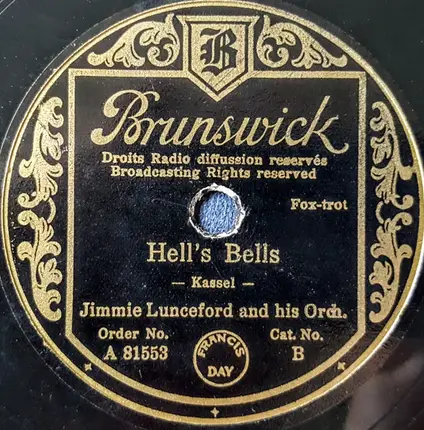 B
Brunswick
Droits Radio diffussion reservés
Broadcasting Rights reserved
Fox-trot
Hell's Bells
— Kassel —
Jimmie Lunceford and his Orch.
Order No. Cat. No.
A 81553 B
FRANCIS
DAY